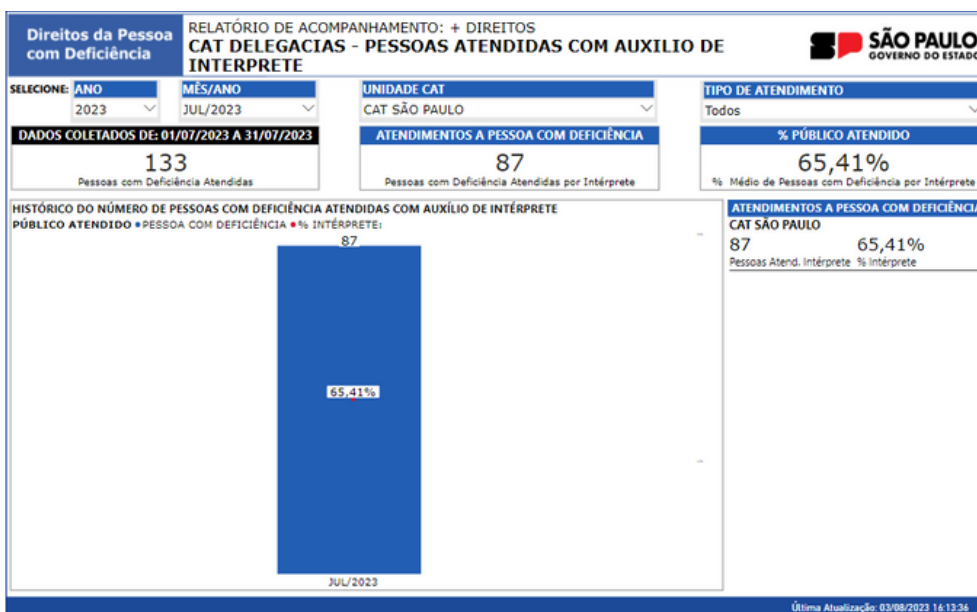 Direitos da Pessoa
com Deficiência
RELATÓRIO DE ACOMPANHAMENTO: + DIREITOS
CAT DELEGACIAS - PESSOAS ATENDIDAS COM AUXILIO DE
INTERPRETE
SÃO PAULO
GOVERNO DO ESTADO
SELECIONE:
ANO
2023
MÊS/ANO
JUL/2023
UNIDADE CAT
CAT SÃO PAULO
TIPO DE ATENDIMENTO
Todos
DADOS COLETADOS DE: 01/07/2023 A 31/07/2023
133
Pessoas com Deficiência Atendidas
ATENDIMENTOS A PESSOA COM DEFICIÊNCIA
87
Pessoas com Deficiência Atendidas por Intérprete
% PÚBLICO ATENDIDO
65,41%
% Médio de Pessoas com Deficiência por Intérprete
HISTÓRICO DO NÚMERO DE PESSOAS COM DEFICIÊNCIA ATENDIDAS COM AUXÍLIO DE INTÉRPRETE
PÚBLICO ATENDIDO ●PESSOA COM DEFICIÊNCIA ●% INTÉRPRETE:
87
65,41%
JUL/2023
ATENDIMENTOS A PESSOA COM DEFICIÊNCIA
CAT SÃO PAULO
87 65,41%
Pessoas Atend. Intérprete % Intérprete
Última Atualização: 03/08/2023 16:13:36